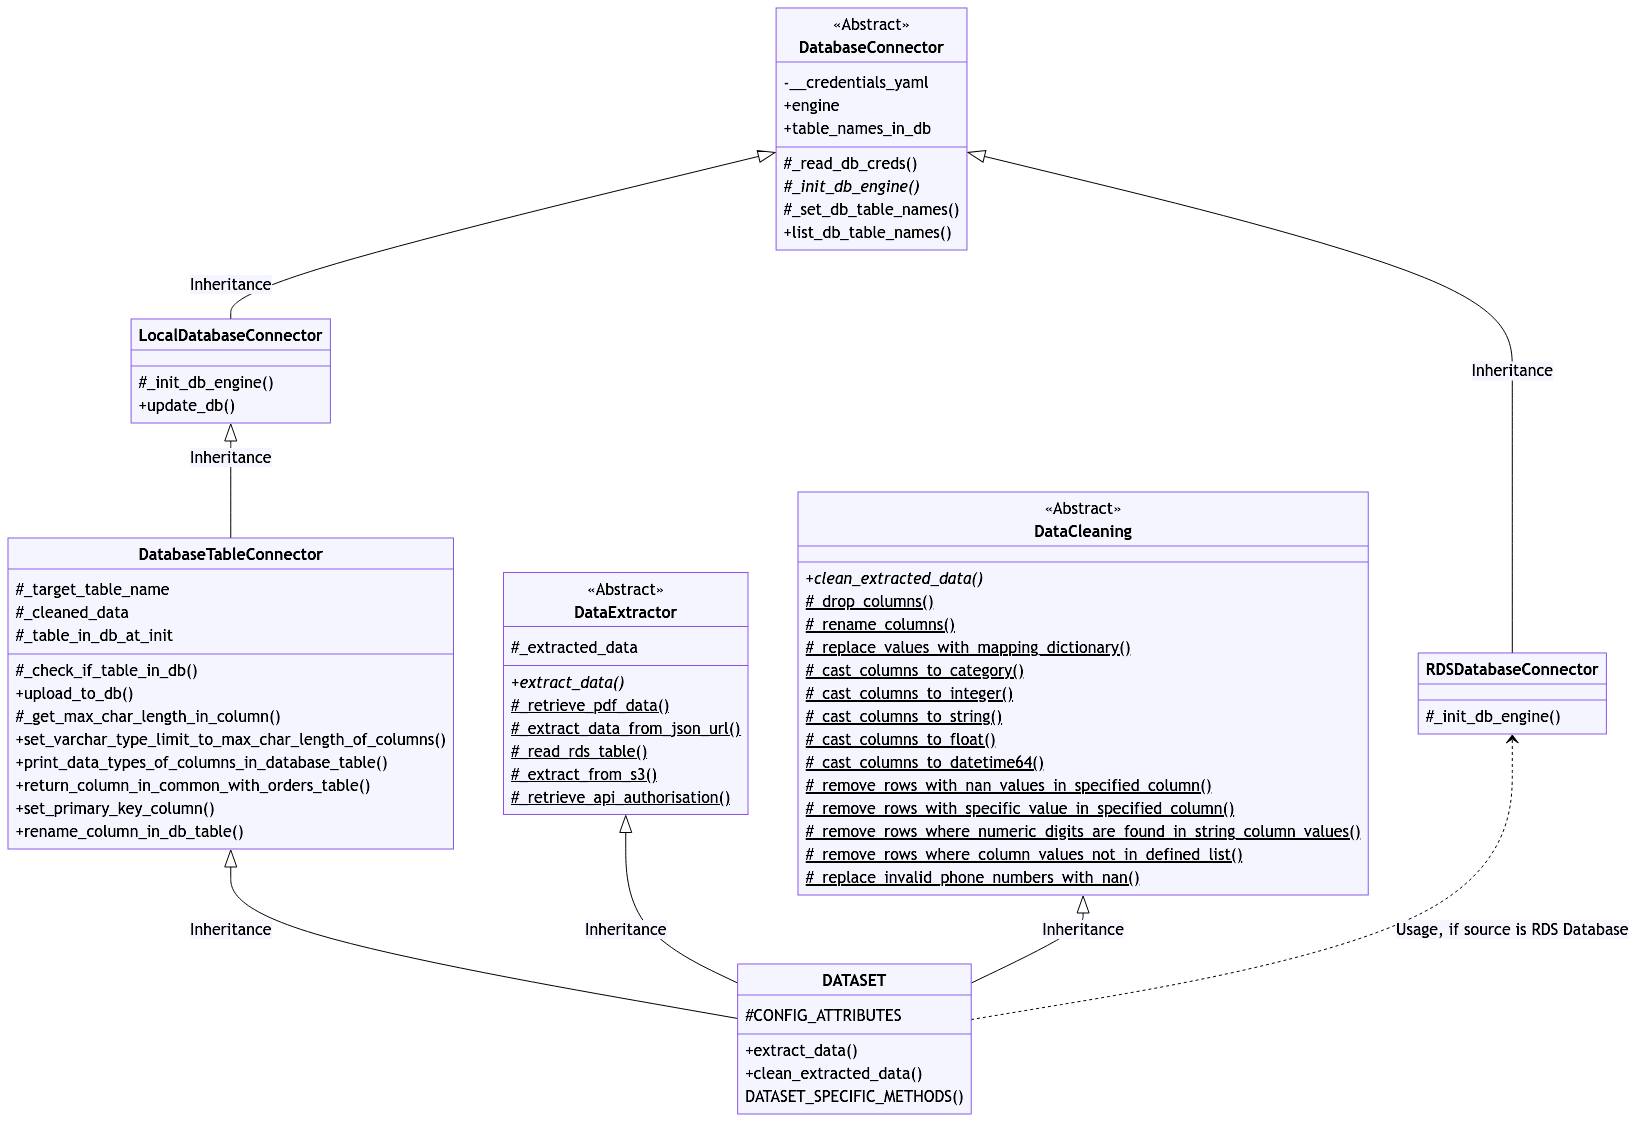 «Abstract»
DatabaseConnector
-__credentials_yaml
+engine
+table_names_in_db
#_read_db_creds()
#_init_db_engine()
#_set_db_table_names()
+list_db_table_names()
Inheritance
Inheritance
LocalDatabaseConnector
#_init_db_engine()
+update_db()
Inheritance
DatabaseTableConnector
#_target_table_name
#_cleaned_data
#_table_in_db_at_init
#_check_if_table_in_db()
+upload_to_db()
#_get_max_char_length_in_column()
+set_varchar_type_limit_to_max_char_length_of_columns()
+print_data_types_of_columns_in_database_table()
+return_column_in_common_with_orders_table()
+set_primary_key_column()
+rename_column_in_db_table()
«Abstract»
DataExtractor
#_extracted_data
+extract_data()
#_retrieve_pdf_data()
#_extract_data_from_json_url()
#_read_rds_table()
#_extract_from_s3()
#_retrieve_api_authorisation()
«Abstract»
DataCleaning
+clean_extracted_data()
#_drop_columns()
#_rename_columns()
#_replace_values_with_mapping_dictionary()
#_cast_columns_to_category()
#_cast_columns_to_integer()
#_cast_columns_to_string()
#_cast_columns_to_float()
#_cast_columns_to_datetime64()
#_remove_rows_with_nan_values_in_specified_column()
#_remove_rows_with_specific_value_in_specified_column()
#_remove_rows_where_numeric_digits_are_found_in_string_column_values()
#_remove_rows_where_column_values_not_in_defined_list()
#_replace_invalid_phone_numbers_with_nan()
RDSDatabaseConnector
#_init_db_engine()
Inheritance
Inheritance
Inheritance
Usage, if source is RDS Database
DATASET
#CONFIG_ATTRIBUTES
+extract_data()
+clean_extracted_data()
DATASET_SPECIFIC_METHODS()